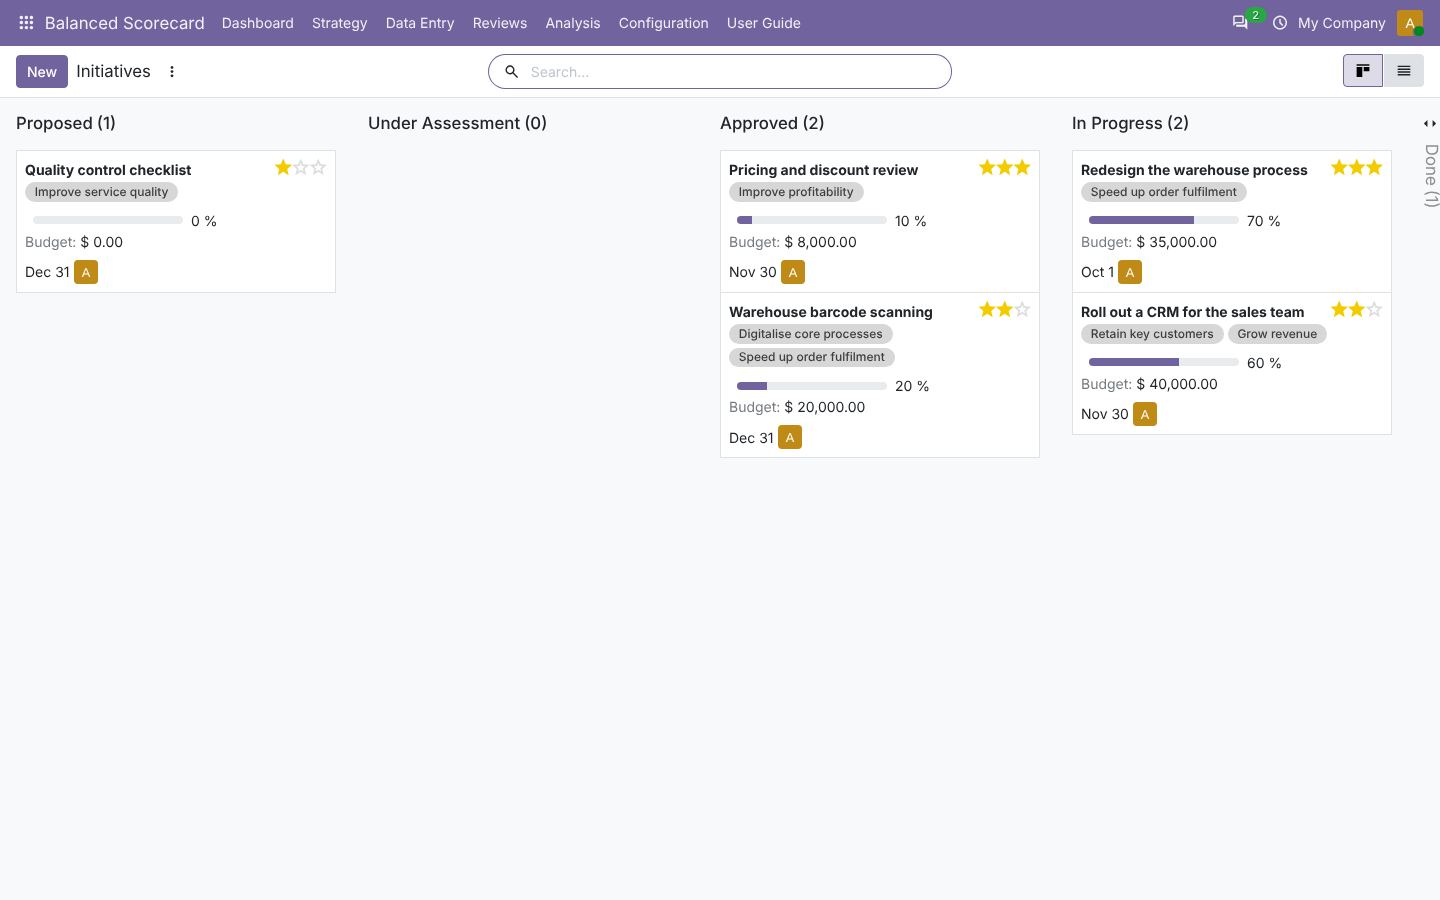 Balanced Scorecard Dashboard Strategy Data Entry Reviews Analysis Configuration User Guide 2 My Company A
New Initiatives Search...
Proposed (1)
Quality control checklist
Improve service quality
0 %
Budget: $ 0.00
Dec 31 A
Under Assessment (0)
Approved (2)
Pricing and discount review
Improve profitability
10 %
Budget: $ 8,000.00
Nov 30 A
Warehouse barcode scanning
Digitalise core processes
Speed up order fulfilment
20 %
Budget: $ 20,000.00
Dec 31 A
In Progress (2)
Redesign the warehouse process
Speed up order fulfilment
70 %
Budget: $ 35,000.00
Oct 1 A
Roll out a CRM for the sales team
Retain key customers Grow revenue
60 %
Budget: $ 40,000.00
Nov 30 A
Done (1)